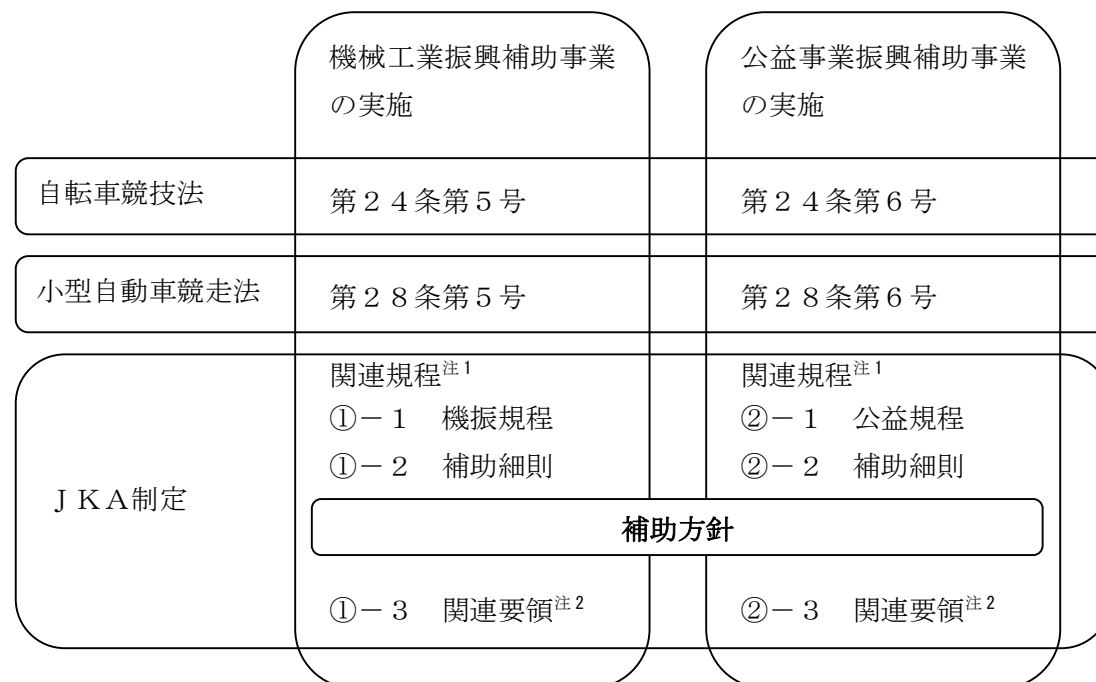 機械工業振興補助事業
の実施
公益事業振興補助事業
の実施
自転車競技法
第２４条第５号
第２４条第６号
小型自動車競走法
第２８条第５号
第２８条第６号
ＪＫＡ制定
関連規程注1
①－１　機振規程
①－２　補助細則
関連規程注1
②－１　公益規程
②－２　補助細則
補助方針
①－３　関連要領注2
②－３　関連要領注2